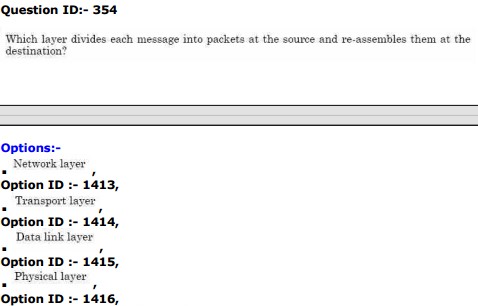 Question ID:- 354
Which layer divides each message into packets at the source and re-assembles them at the
destination?
Options:-
Network layer ,
Option ID :- 1413,
Transport layer ,
Option ID :- 1414,
Data link layer ,
Option ID :- 1415,
Physical layer ,
Option ID :- 1416,